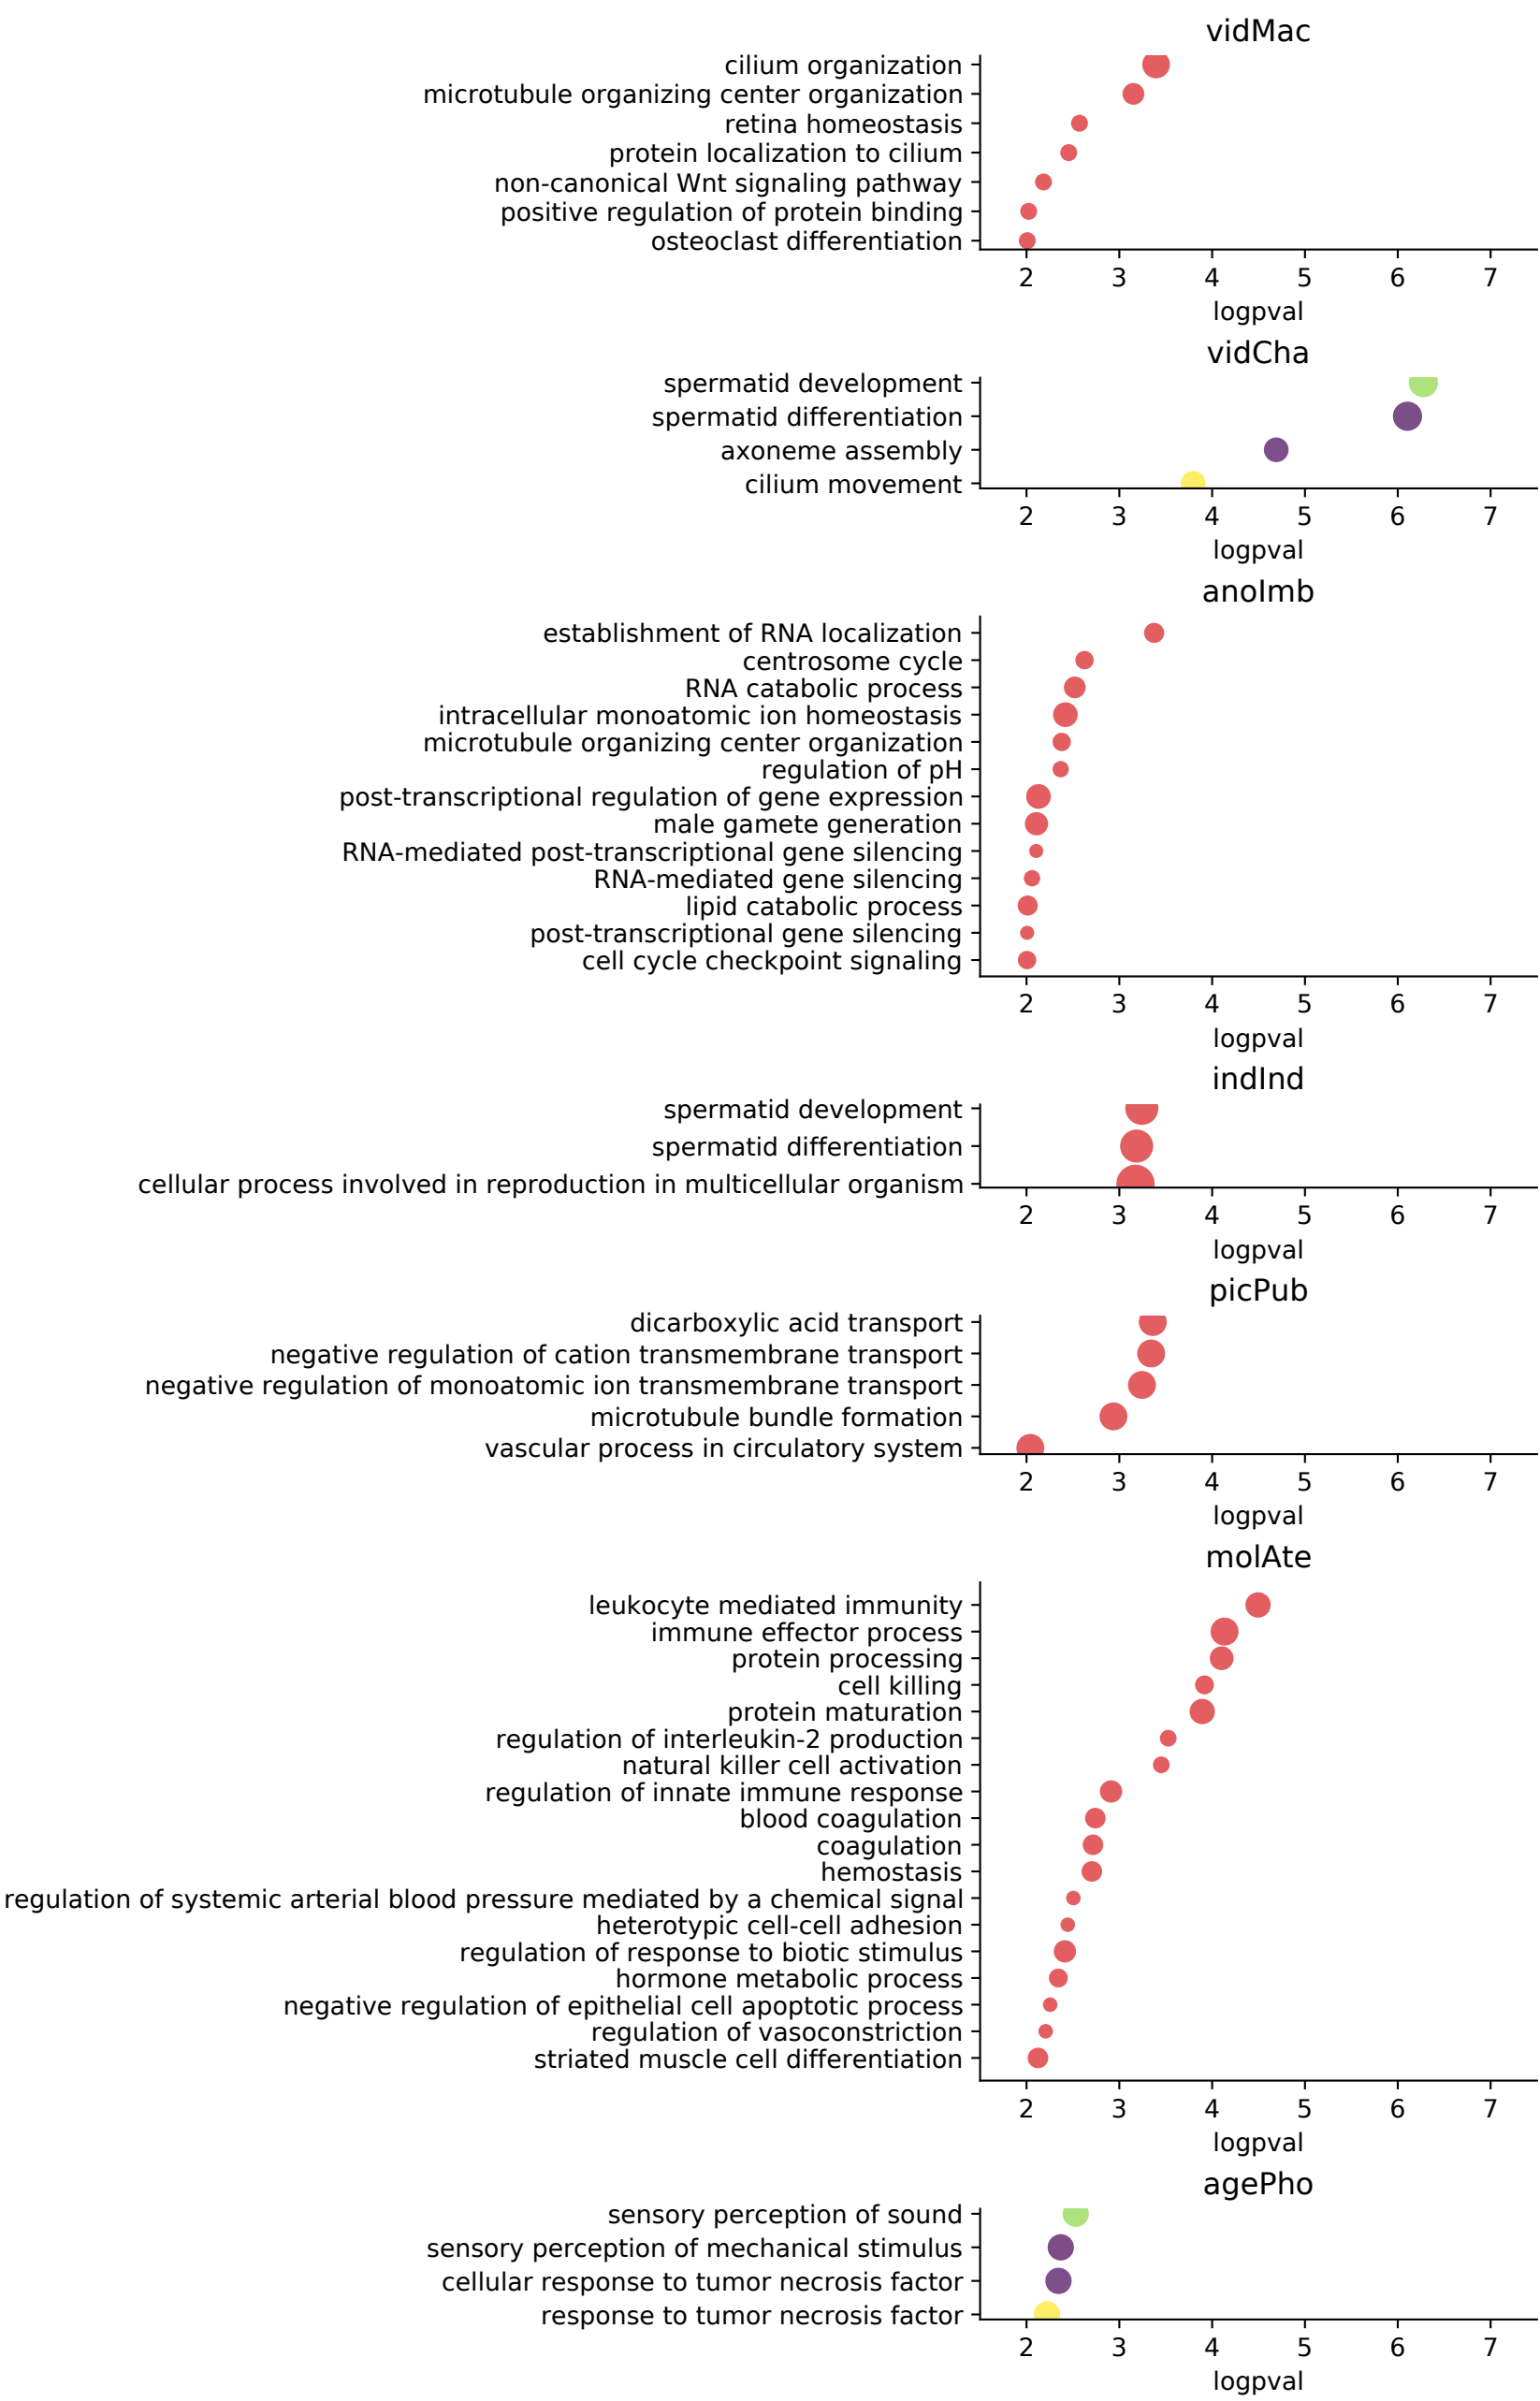 vidMac
cilium organization
microtubule organizing center organization
retina homeostasis
protein localization to cilium
non-canonical Wnt signaling pathway
positive regulation of protein binding
osteoclast differentiation
2 3 4 5 6 7
logpval
vidCha
spermatid development
spermatid differentiation
axoneme assembly
cilium movement
2 3 4 5 6 7
logpval
anoImb
establishment of RNA localization
centrosome cycle
RNA catabolic process
intracellular monoatomic ion homeostasis
microtubule organizing center organization
regulation of pH
post-transcriptional regulation of gene expression
male gamete generation
RNA-mediated post-transcriptional gene silencing
RNA-mediated gene silencing
lipid catabolic process
post-transcriptional gene silencing
cell cycle checkpoint signaling
2 3 4 5 6 7
logpval
indInd
spermatid development
spermatid differentiation
cellular process involved in reproduction in multicellular organism
2 3 4 5 6 7
logpval
picPub
dicarboxylic acid transport
negative regulation of cation transmembrane transport
negative regulation of monoatomic ion transmembrane transport
microtubule bundle formation
vascular process in circulatory system
2 3 4 5 6 7
logpval
molAte
leukocyte mediated immunity
immune effector process
protein processing
cell killing
protein maturation
regulation of interleukin-2 production
natural killer cell activation
regulation of innate immune response
blood coagulation
coagulation
hemostasis
regulation of systemic arterial blood pressure mediated by a chemical signal
heterotypic cell-cell adhesion
regulation of response to biotic stimulus
hormone metabolic process
negative regulation of epithelial cell apoptotic process
regulation of vasoconstriction
striated muscle cell differentiation
2 3 4 5 6 7
logpval
agePho
sensory perception of sound
sensory perception of mechanical stimulus
cellular response to tumor necrosis factor
response to tumor necrosis factor
2 3 4 5 6 7
logpval